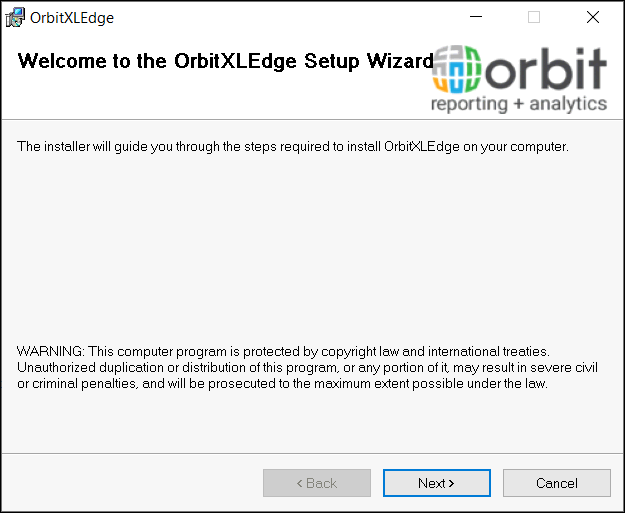 OrbitXLEdge
Welcome to the OrbitXLEdge Setup Wizard
orbit
reporting + analytics
The installer will guide you through the steps required to install OrbitXLEdge on your computer.
WARNING: This computer program is protected by copyright law and international treaties.
Unauthorized duplication or distribution of this program, or any portion of it, may result in severe civil
or criminal penalties, and will be prosecuted to the maximum extent possible under the law.
< Back
Next >
Cancel